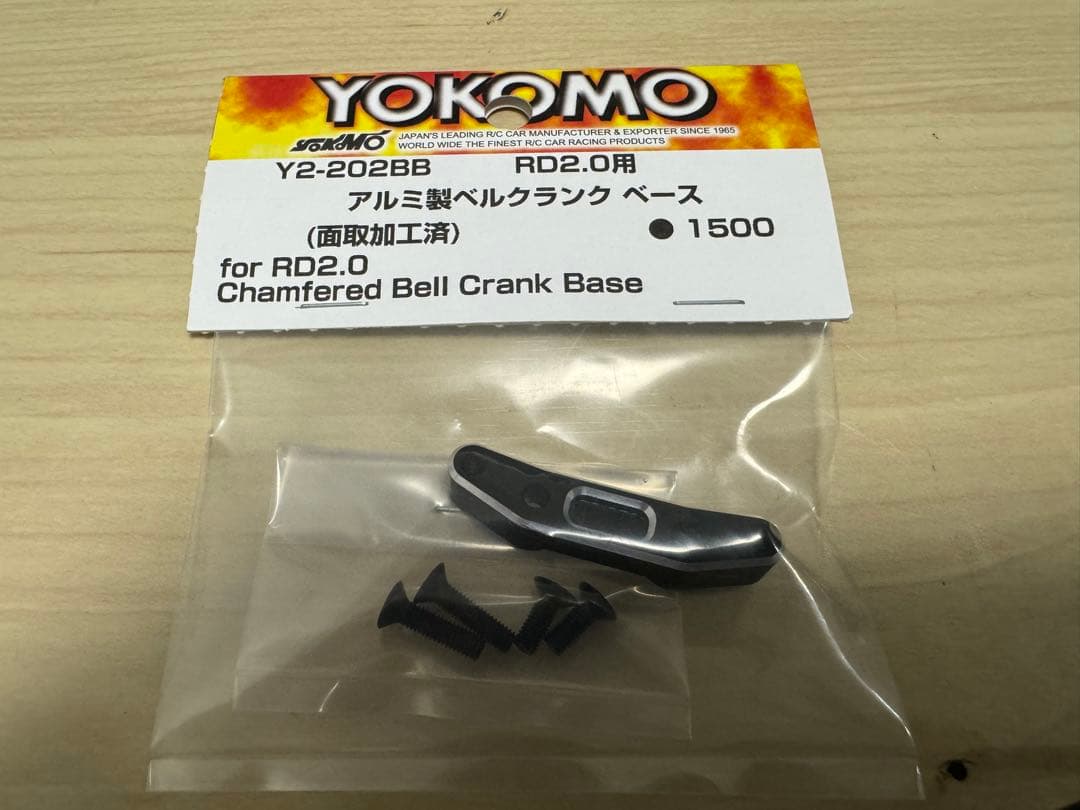 YOKOMO
YOKOMO JAPAN'S LEADING R/C CAR MANUFACTURER & EXPORTER SINCE 1965
WORLD WIDE THE FINEST R/C CAR RACING PRODUCTS
Y2-202BB RD2.0用
アルミ製ベルクランク ベース
(面取加工済) ● 1500
for RD2.0
Chamfered Bell Crank Base